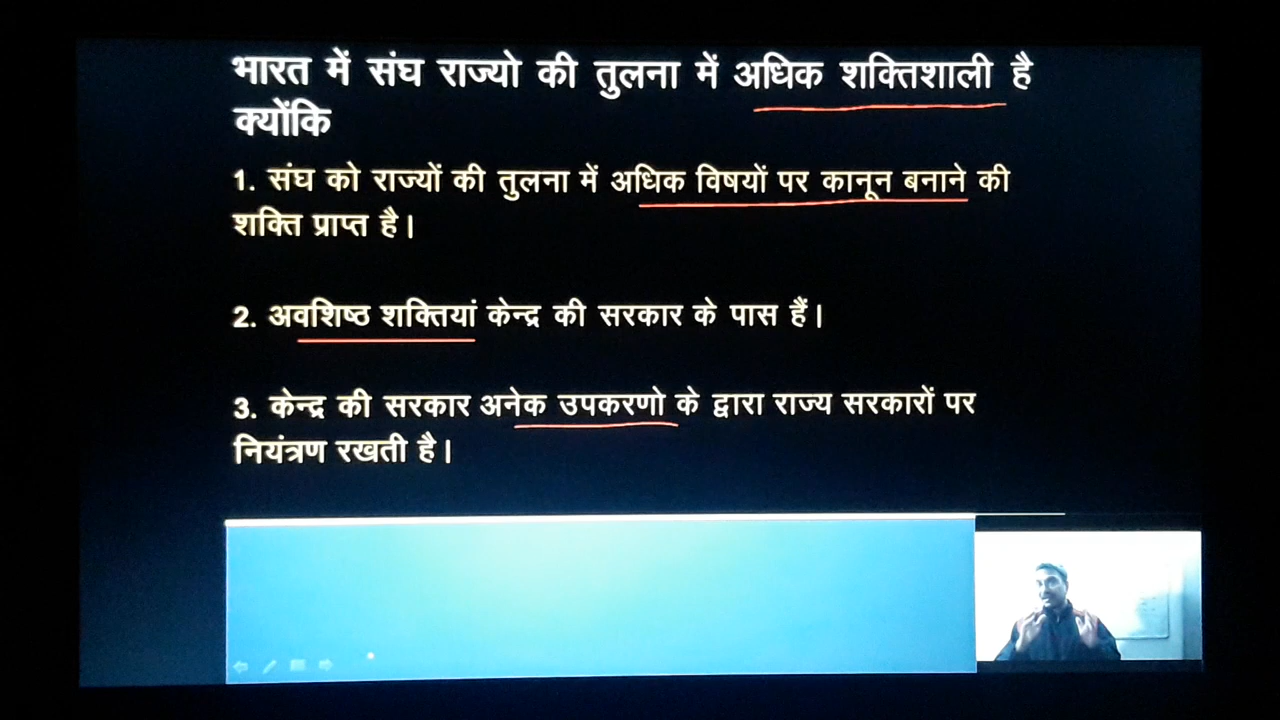 भारत में संघ राज्यो की तुलना में अधिक शक्तिशाली है
क्योंकि
1. संघ को राज्यों की तुलना में अधिक विषयों पर कानून बनाने की
शक्ति प्राप्त है।
2. अवशिष्ठ शक्तियां केन्द्र की सरकार के पास हैं।
3. केन्द्र की सरकार अनेक उपकरणो के द्वारा राज्य सरकारों पर
नियंत्रण रखती है।